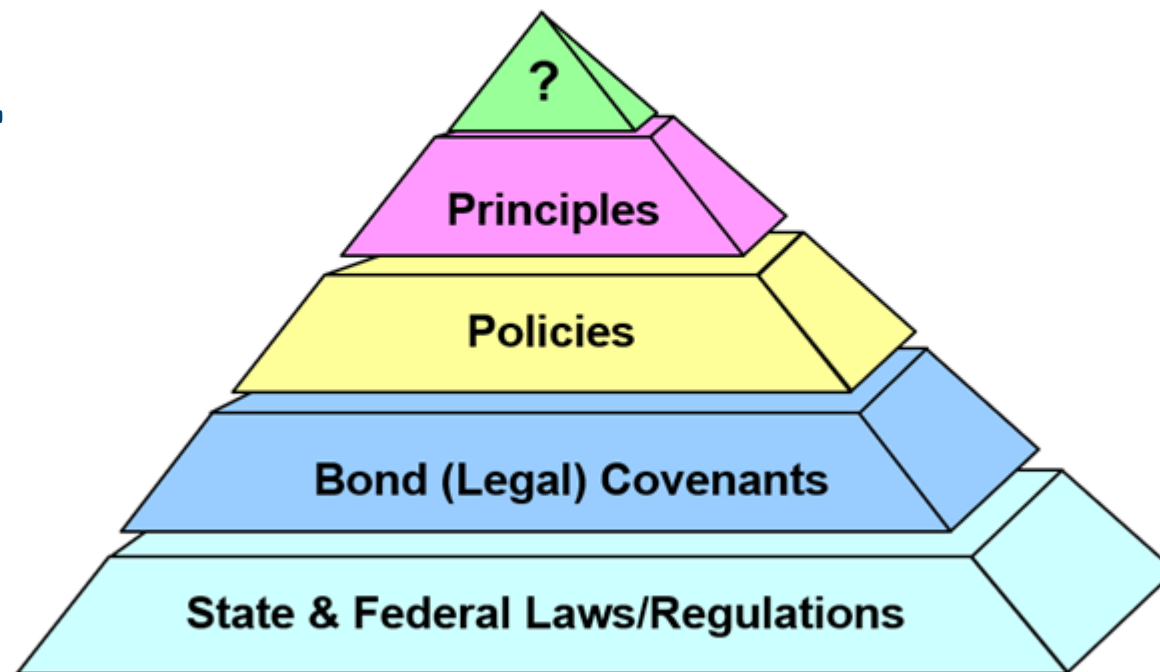 ?
Principles
Policies
Bond (Legal) Covenants
State & Federal Laws/Regulations